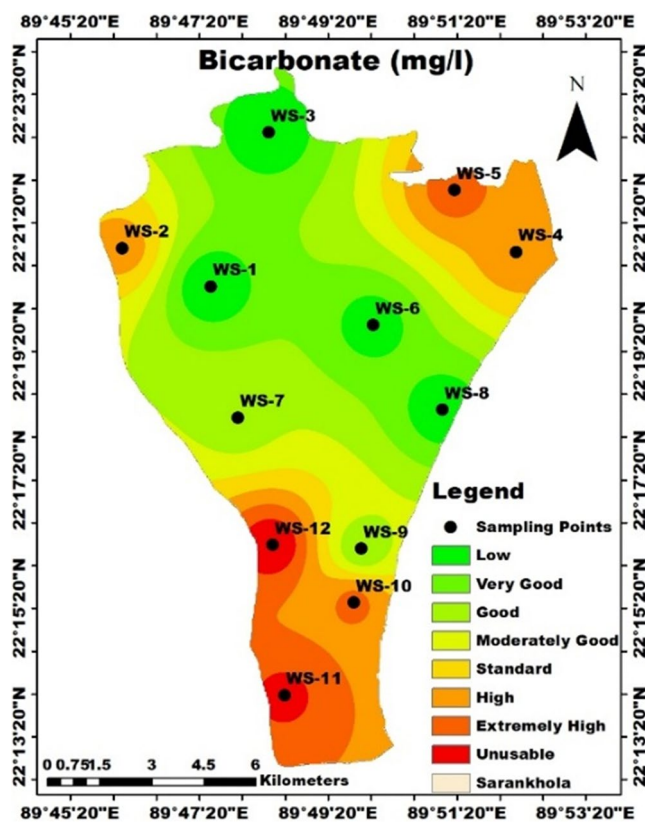 89°45'20"E 89°47'20"E 89°49'20"E 89°51'20"E 89°53'20"E
Bicarbonate (mg/l)
N
22°23'20"N
22°23'20"N
WS-3
WS-5
22°21'20"N
22°21'20"N
WS-2
WS-4
WS-1
WS-6
22°19'20"N
22°19'20"N
WS-7
WS-8
22°17'20"N
22°17'20"N
Legend
Sampling Points
WS-12
WS-9
Low
WS-10
Very Good
22°15'20"N
22°15'20"N
Good
Moderately Good
Standard
WS-11
High
Extremely High
22°13'20"N
22°13'20"N
Unusable
0 0.75 1.5 3 4.5 6
Kilometers
Sarankhola
89°45'20"E 89°47'20"E 89°49'20"E 89°51'20"E 89°53'20"E